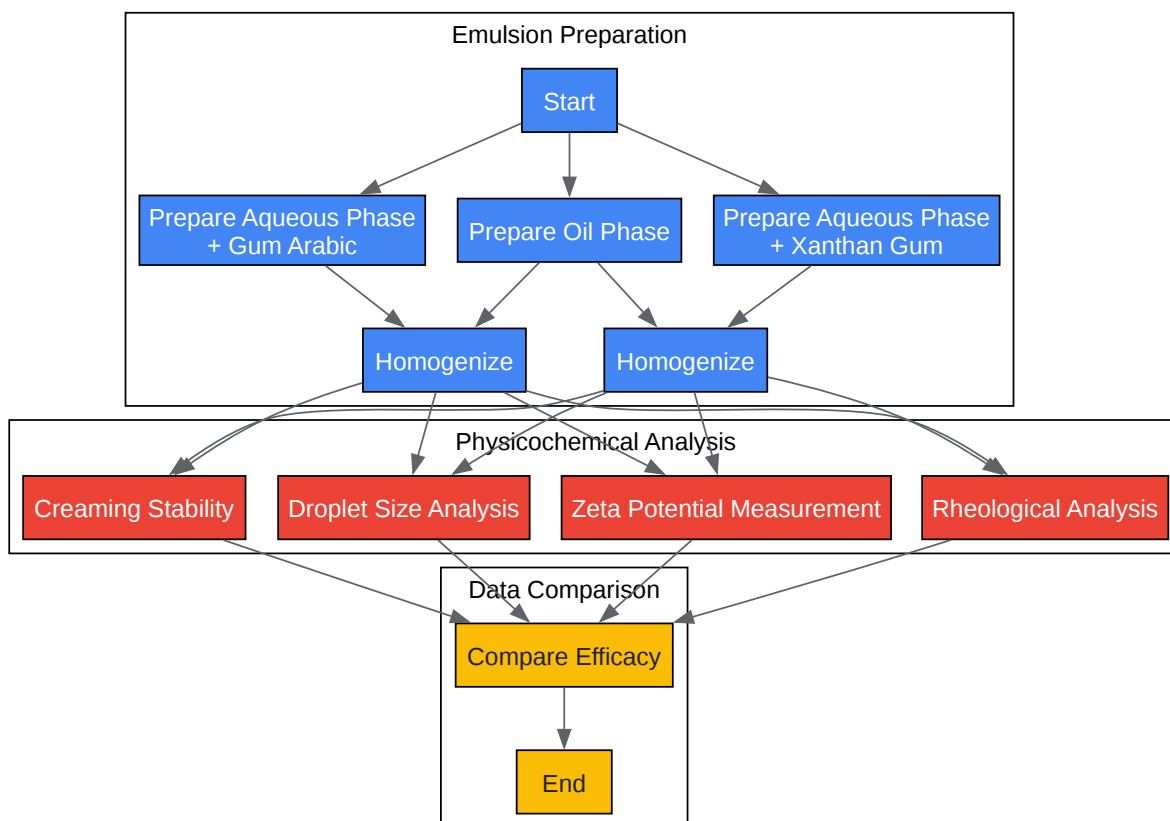 Emulsion Preparation
Start
Prepare Aqueous Phase
+ Gum Arabic
Prepare Oil Phase
Prepare Aqueous Phase
+ Xanthan Gum
Homogenize
Homogenize
Physicochemical Analysis
Creaming Stability
Droplet Size Analysis
Zeta Potential Measurement
Rheological Analysis
Data Comparison
Compare Efficacy
End